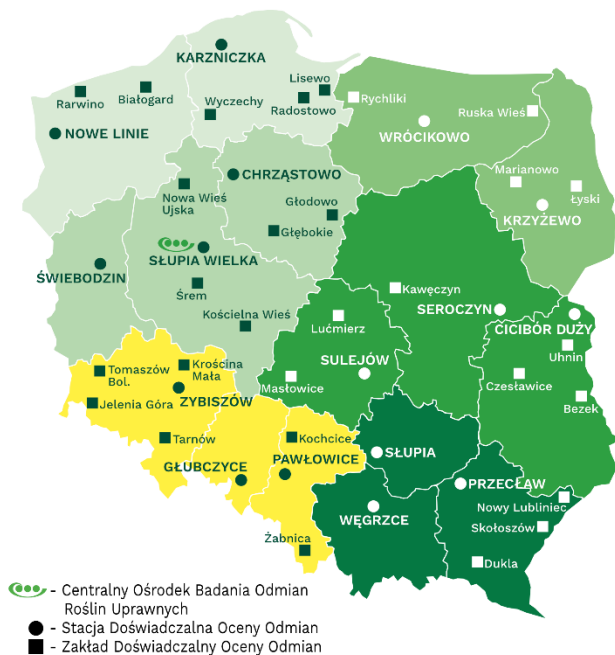 KARZNICZKA
Lisewo
Rarwino
Białogard
Wyczechy
Radostowo
Rychliki
Ruska Wieś
NOWE LINIE
WRÓCIKOWO
CHRZĄSTOWO
Marianowo
Nowa Wieś
Ujska
Głodowo
Łyski
KRZYŻEWO
Głębokie
ŚWIEBODZIN
SŁUPIA WIELKA
Śrem
Kawęczyn
SEROCZYN
CICIBÓR DUŻY
Kościelna Wieś
Lućmierz
Uhnin
SULEJÓW
Czesławice
Tomaszów
Bol.
Krościna
Mała
Masłowice
Bezek
Jelenia Góra
ZYBISZÓW
Tarnów
Kochcice
SŁUPIA
GŁUBCZYCE
PAWŁOWICE
PRZECŁAW
Nowy Lubliniec
WĘGRZCE
Skołoszów
Żabnica
Dukla
- Centralny Ośrodek Badania Odmian
Roślin Uprawnych
- Stacja Doświadczalna Oceny Odmian
- Zakład Doświadczalny Oceny Odmian